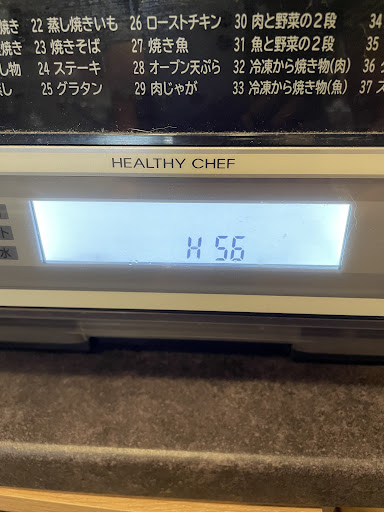 焼き 22 蒸し焼きいも 26 ローストチキン 30 肉と野菜の2段 34
焼き 23 焼きそば 27 焼き魚 31 魚と野菜の2段 35
し物 24 ステーキ 28 オーブン天ぷら 32 冷凍から焼き物(肉) 36
蒸し 25 グラタン 29 肉じゃが 33 冷凍から焼き物(魚) 37 ス
HEALTHY CHEF
ト
水
H 56